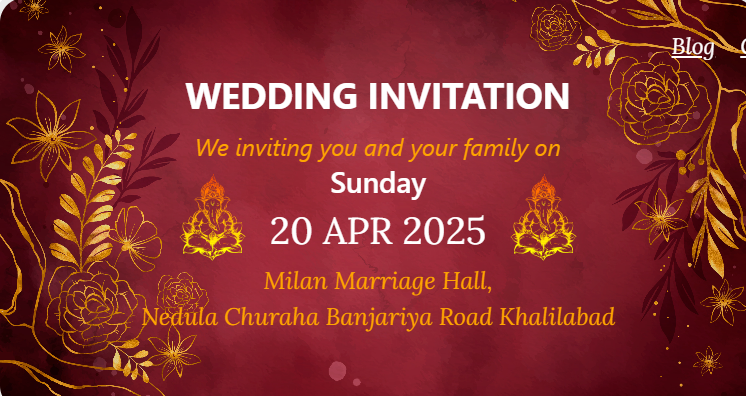 Blog
WEDDING INVITATION
We inviting you and your family on
Sunday
20 APR 2025
Milan Marriage Hall,
Nedula Churaha Banjariya Road Khalilabad